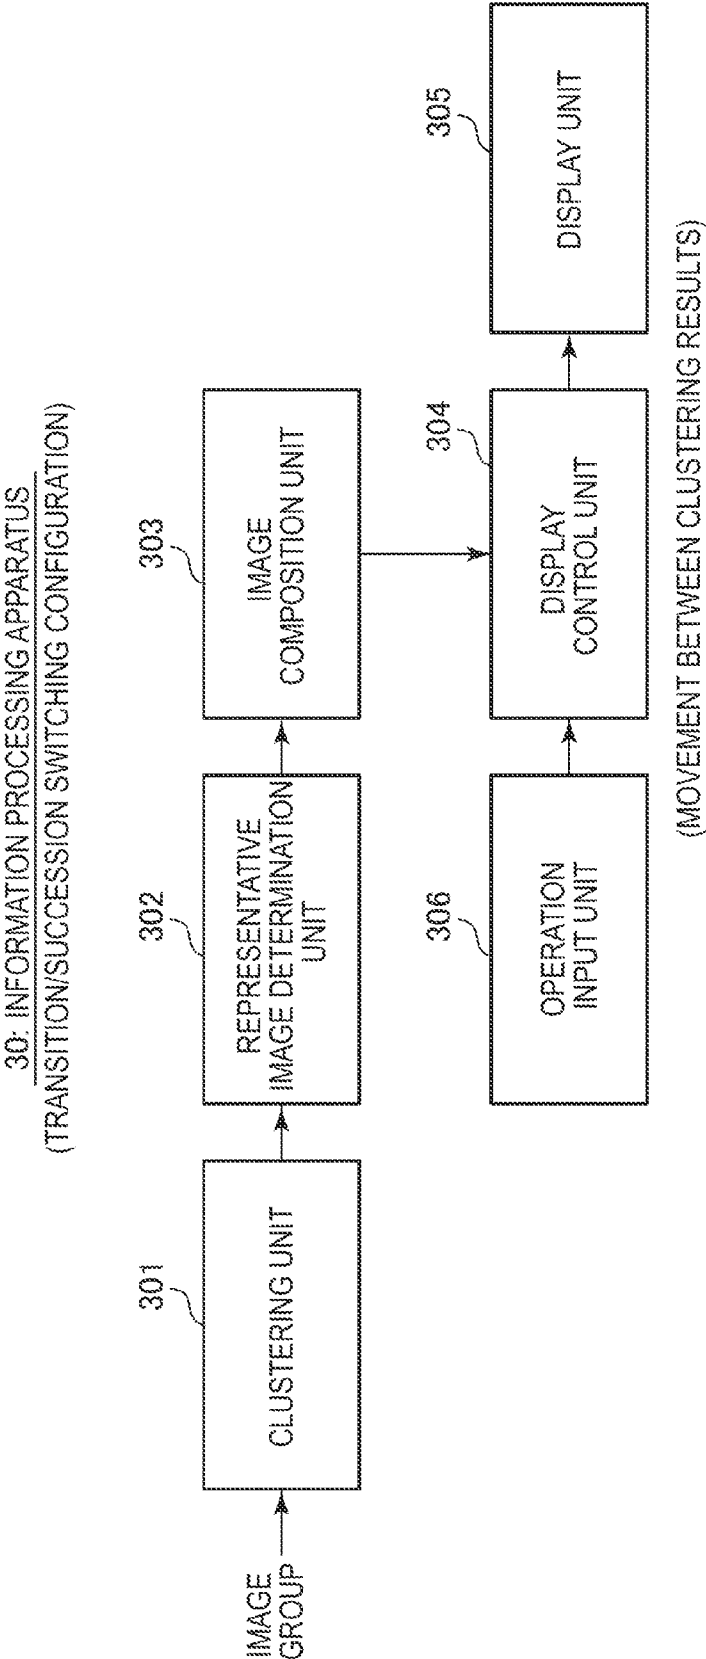 30: INFORMATION PROCESSING APPARATUS
(TRANSITION/SUCCESSION SWITCHING CONFIGURATION)
IMAGE
GROUP
301
CLUSTERING UNIT
302
REPRESENTATIVE
IMAGE DETERMINATION
UNIT
303
IMAGE
COMPOSITION UNIT
306
OPERATION
INPUT UNIT
304
DISPLAY
CONTROL UNIT
305
DISPLAY UNIT
(MOVEMENT BETWEEN CLUSTERING RESULTS)